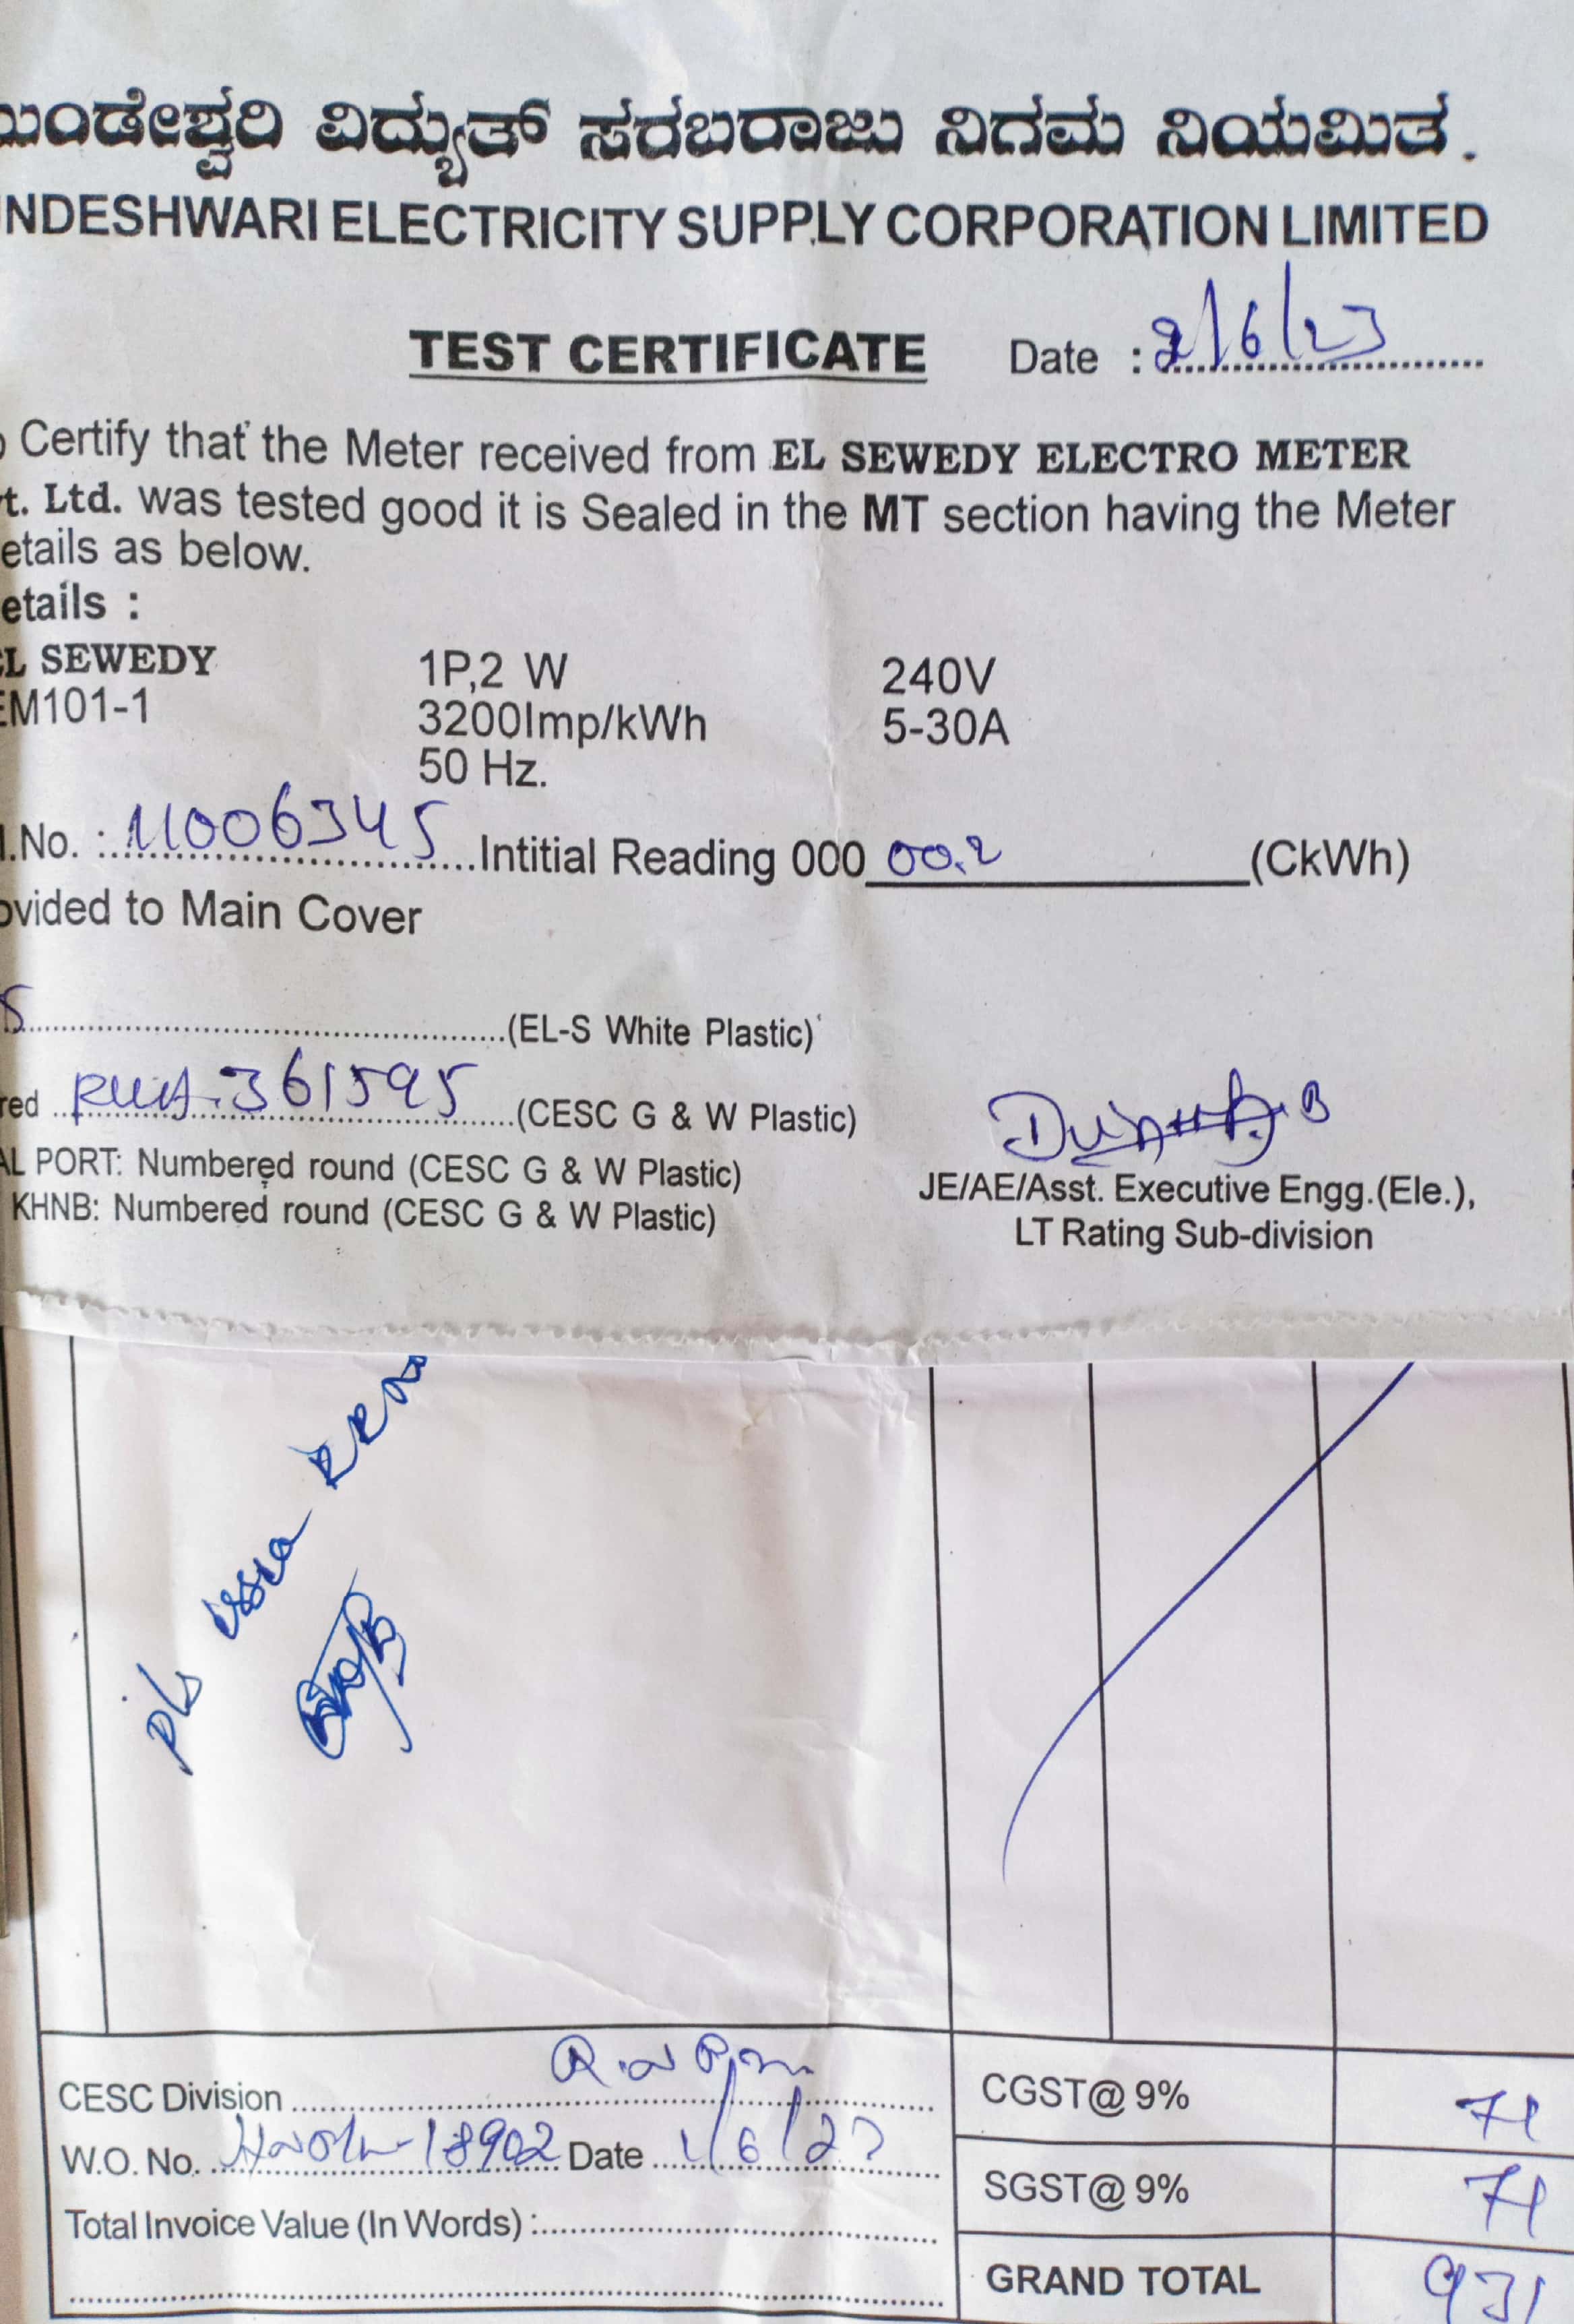 ಮುಂಡೇಶ್ವರಿ ವಿದ್ಯುತ್ ಸರಬರಾಜು ನಿಗಮ ನಿಯಮಿತ.
NDESHWARI ELECTRICITY SUPPLY CORPORATION LIMITED
TEST CERTIFICATE Date : 2/6/23
Certify that the Meter received from EL SEWEDY ELECTRO METER
t. Ltd. was tested good it is Sealed in the MT section having the Meter
etails as below.
etails :
EL SEWEDY 1P,2 W 240V
EM101-1 3200Imp/kWh 5-30A
50 Hz.
l.No. : 11006345 Intitial Reading 000 00.2 (CkWh)
ovided to Main Cover
5 (EL-S White Plastic)
red 361595 (CESC G & W Plastic)
AL PORT: Numbered round (CESC G & W Plastic)
KHNB: Numbered round (CESC G & W Plastic)
JE/AE/Asst. Executive Engg.(Ele.),
LT Rating Sub-division
pls
CESC Division
W.O. No. 18902 Date 1/6/23
Total Invoice Value (In Words) :
CGST@ 9% 71
SGST@ 9% 71
GRAND TOTAL 931